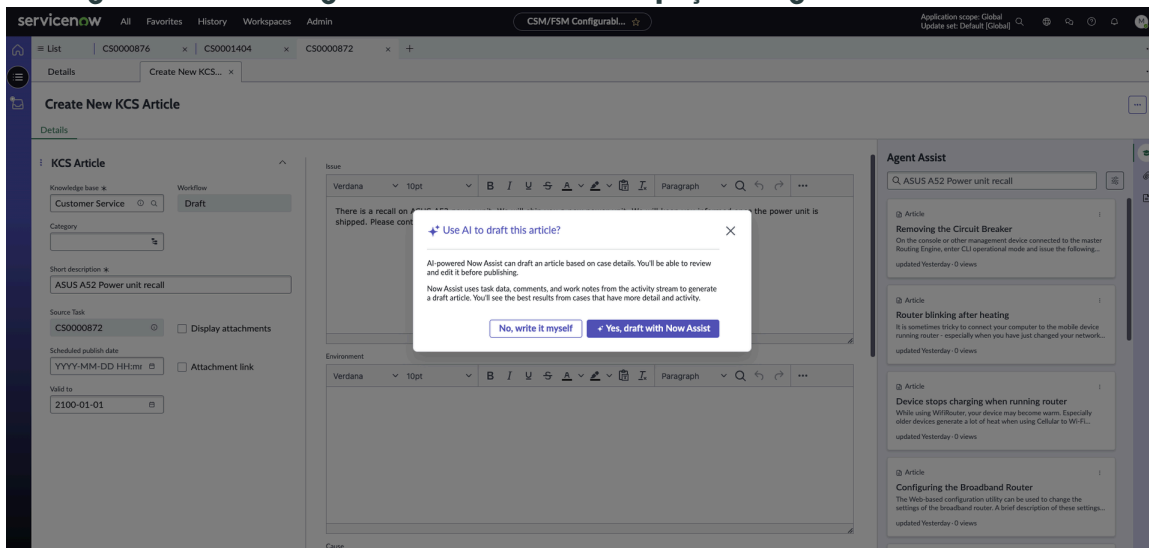 servicenow All Favorites History Workspaces Admin
CSM/FSM Configurabl... ☆
Application scope: Global
Update set: Default [Global]
List CS0000876 × CS0001404 × CS0000872 × +
Details Create New KCS... ×
Create New KCS Article
Details
KCS Article
Knowledge base
Customer Service
Workflow
Draft
Category
Short description
ASUS A52 Power unit recall
Source Task
CS0000872
Display attachments
Scheduled publish date
YYYY-MM-DD HH:mr
Attachment link
Valid to
2100-01-01
Issue
Verdana 10pt B I U S A Paragraph
There is a recall on
the power unit is
shipped. Please cont
Use AI to draft this article?
AI-powered Now Assist can draft an article based on case details. You'll be able to review
and edit it before publishing.
Now Assist uses task data, comments, and work notes from the activity stream to generate
a draft article. You'll see the best results from cases that have more detail and activity.
No, write it myself
Yes, draft with Now Assist
Environment
Verdana 10pt B I U S A Paragraph
Cause
Agent Assist
ASUS A52 Power unit recall
Article
Removing the Circuit Breaker
On the console or other management device connected to the master
Routing Engine, enter CLI operational mode and issue the following...
updated Yesterday · 0 views
Article
Router blinking after heating
It is sometimes tricky to connect your computer to the mobile device
running router - especially when you have just changed your network...
updated Yesterday · 0 views
Article
Device stops charging when running router
While using WifiRouter, your device may become warm. Especially
older devices generate a lot of heat when using Cellular to Wi-Fi...
updated Yesterday · 0 views
Article
Configuring the Broadband Router
The Web-based configuration utility can be used to change the
settings of the broadband router. A brief description of these settings...
updated Yesterday · 0 views